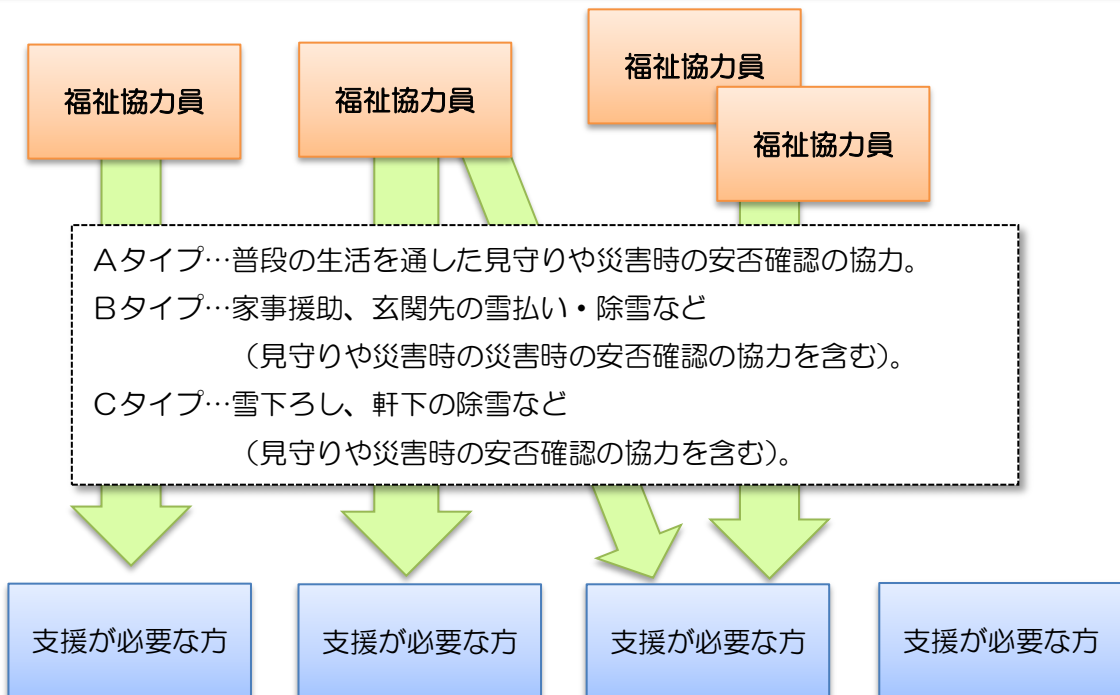 福祉協力員
福祉協力員
福祉協力員
福祉協力員
Aタイプ…普段の生活を通した見守りや災害時の安否確認の協力。
Bタイプ…家事援助、玄関先の雪払い・除雪など
(見守りや災害時の災害時の安否確認の協力を含む)。
Cタイプ…雪下ろし、軒下の除雪など
(見守りや災害時の安否確認の協力を含む)。
支援が必要な方
支援が必要な方
支援が必要な方
支援が必要な方